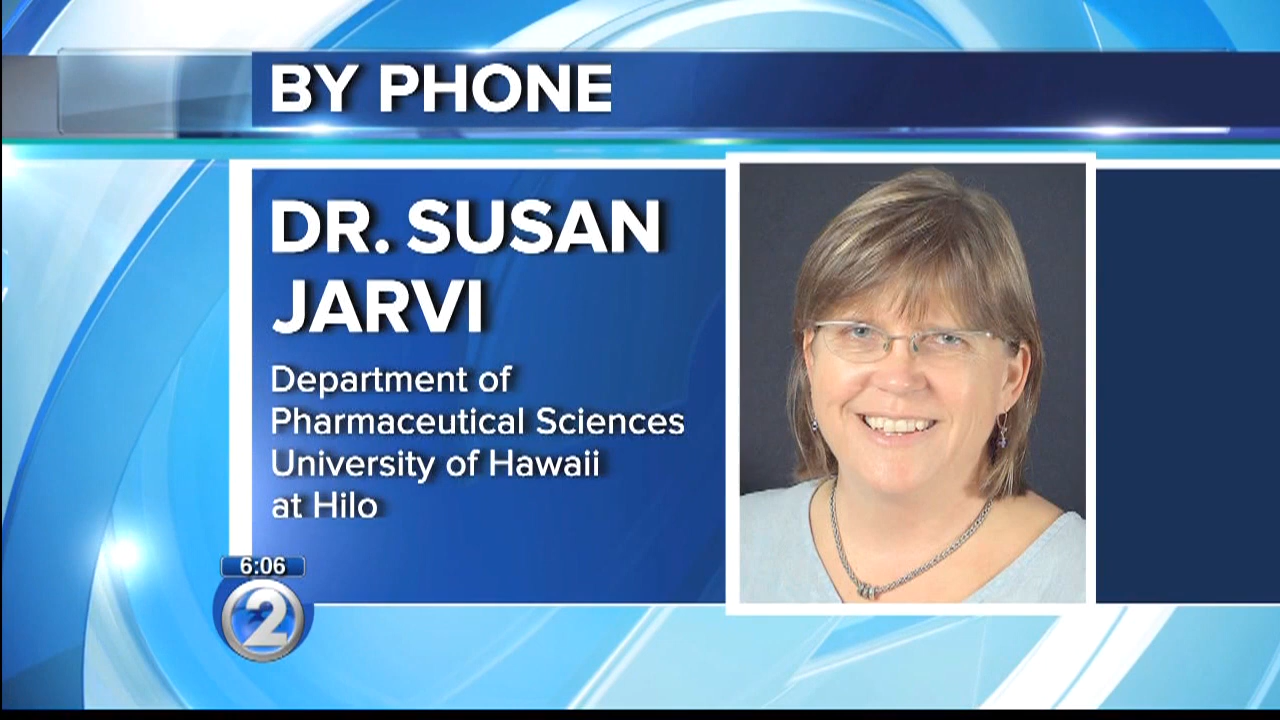 BY PHONE
DR. SUSAN
JARVI
Department of
Pharmaceutical Sciences
University of Hawaii
at Hilo
6:06
2